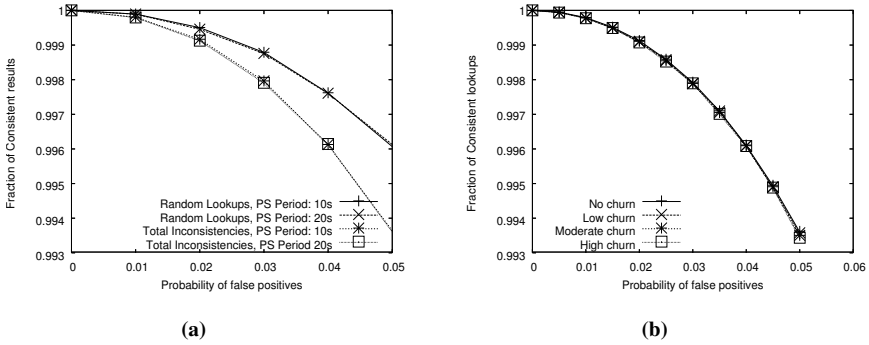 1
0.999
0.998
0.997
0.996
0.995
0.994
0.993
0
0.01
0.02
0.03
0.04
0.05
Fraction of Consistent results
Probability of false positives
Random Lookups, PS Period: 10s
Random Lookups, PS Period: 20s
Total Inconsistencies, PS Period: 10s
Total Inconsistencies, PS Period 20s
(a)
1
0.999
0.998
0.997
0.996
0.995
0.994
0.993
0
0.01
0.02
0.03
0.04
0.05
0.06
Fraction of Consistent lookups
Probability of false positives
No churn
Low churn
Moderate churn
High churn
(b)